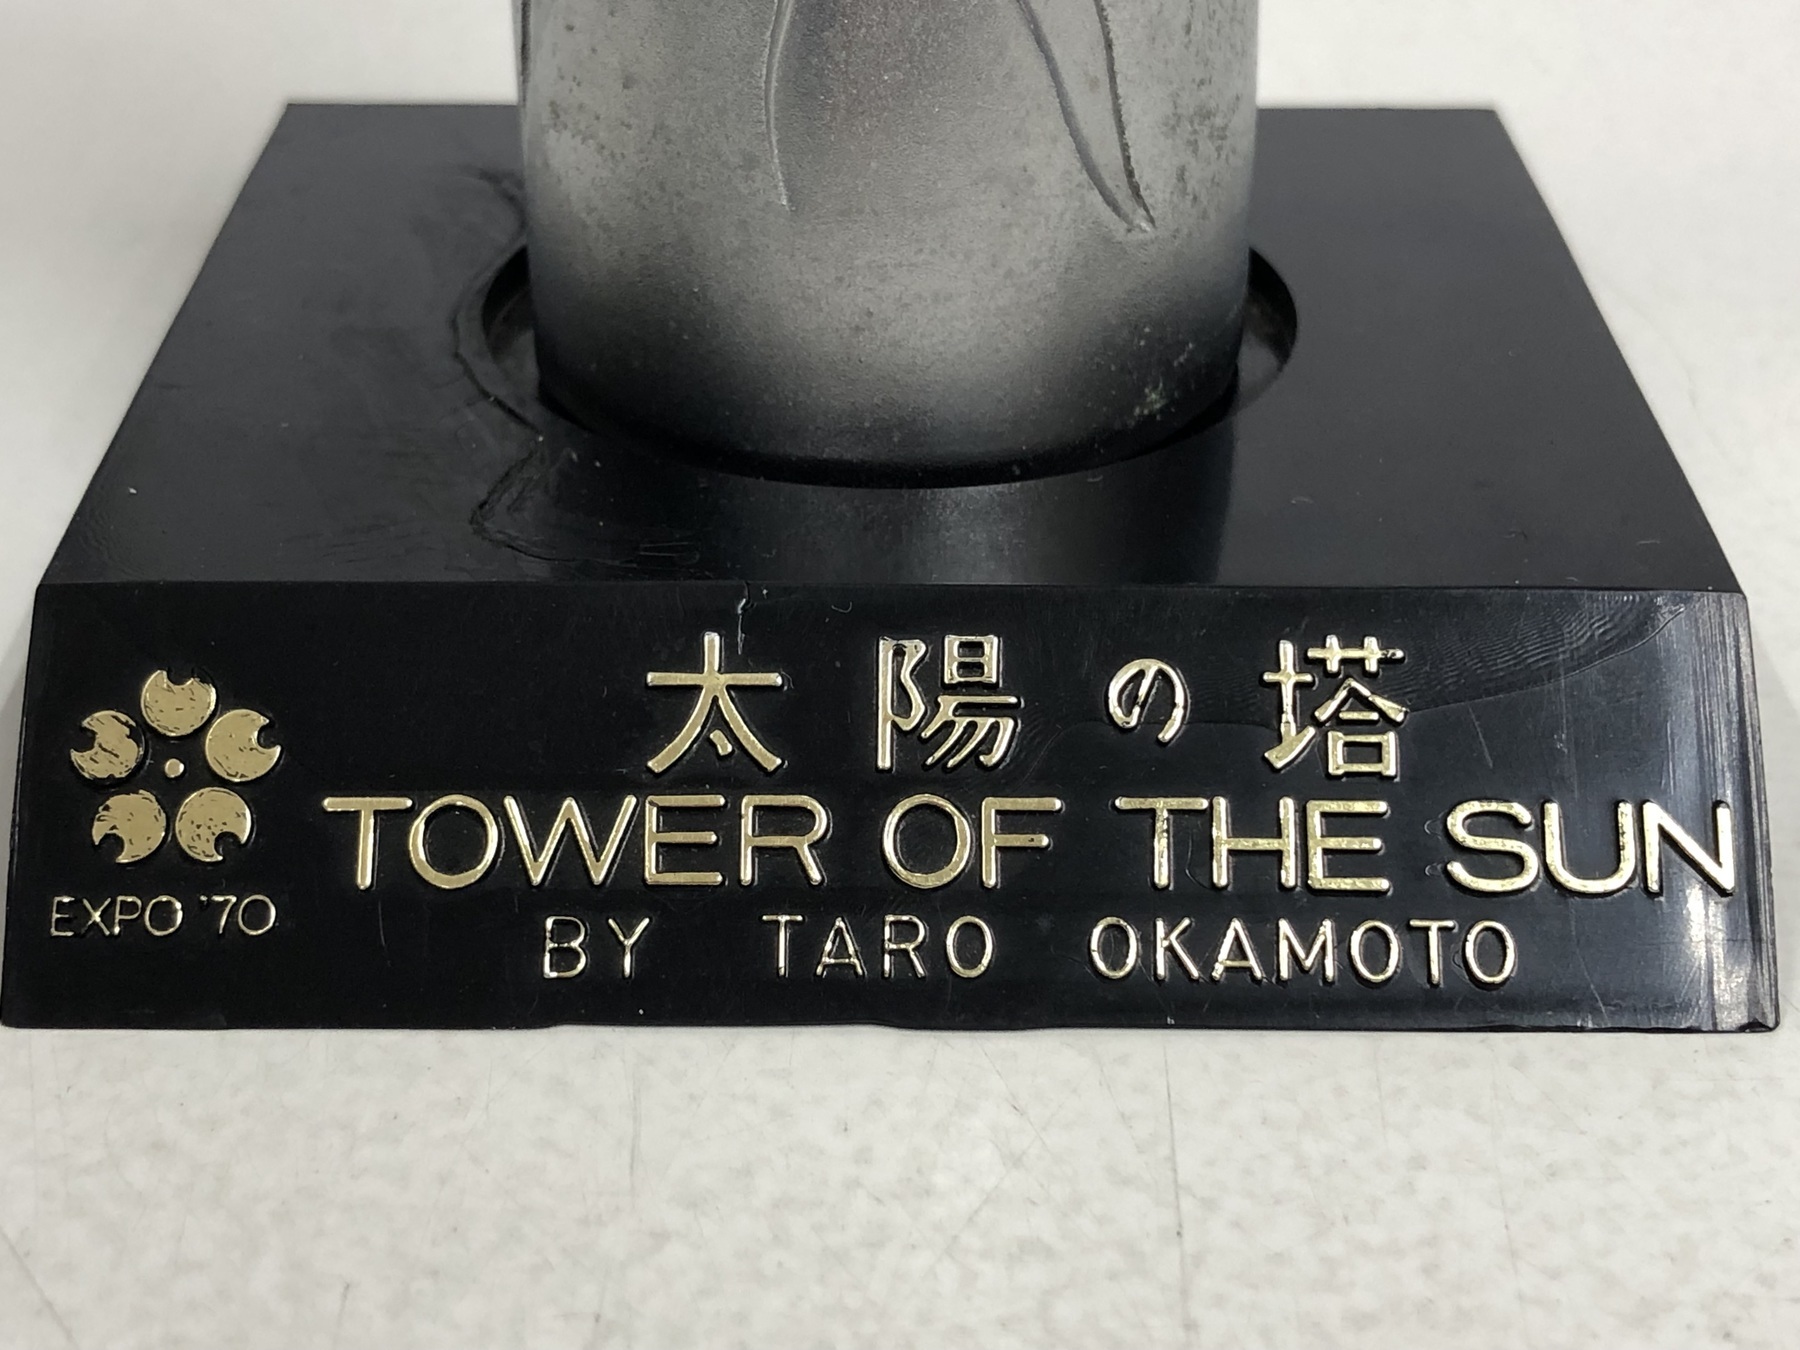 太陽の塔
TOWER OF THE SUN
BY TARO OKAMOTO
EXPO '70